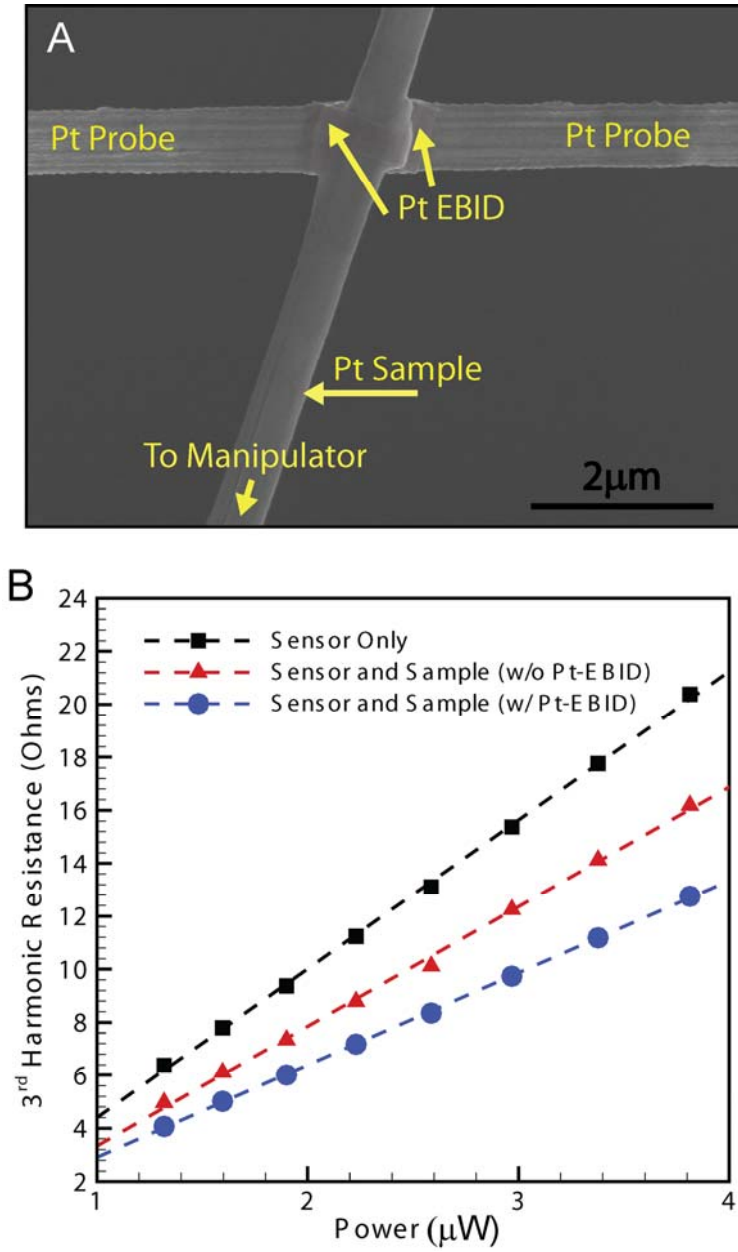 A
Pt Probe
Pt Probe
Pt EBID
Pt Sample
To Manipulator
2μm
B
24
22
20
18
16
14
12
10
8
6
4
2
3rd Harmonic Resistance (Ohms)
Sensor Only
Sensor and Sample (w/o Pt-EBID)
Sensor and Sample (w/ Pt-EBID)
1
2
3
4
Power (μW)